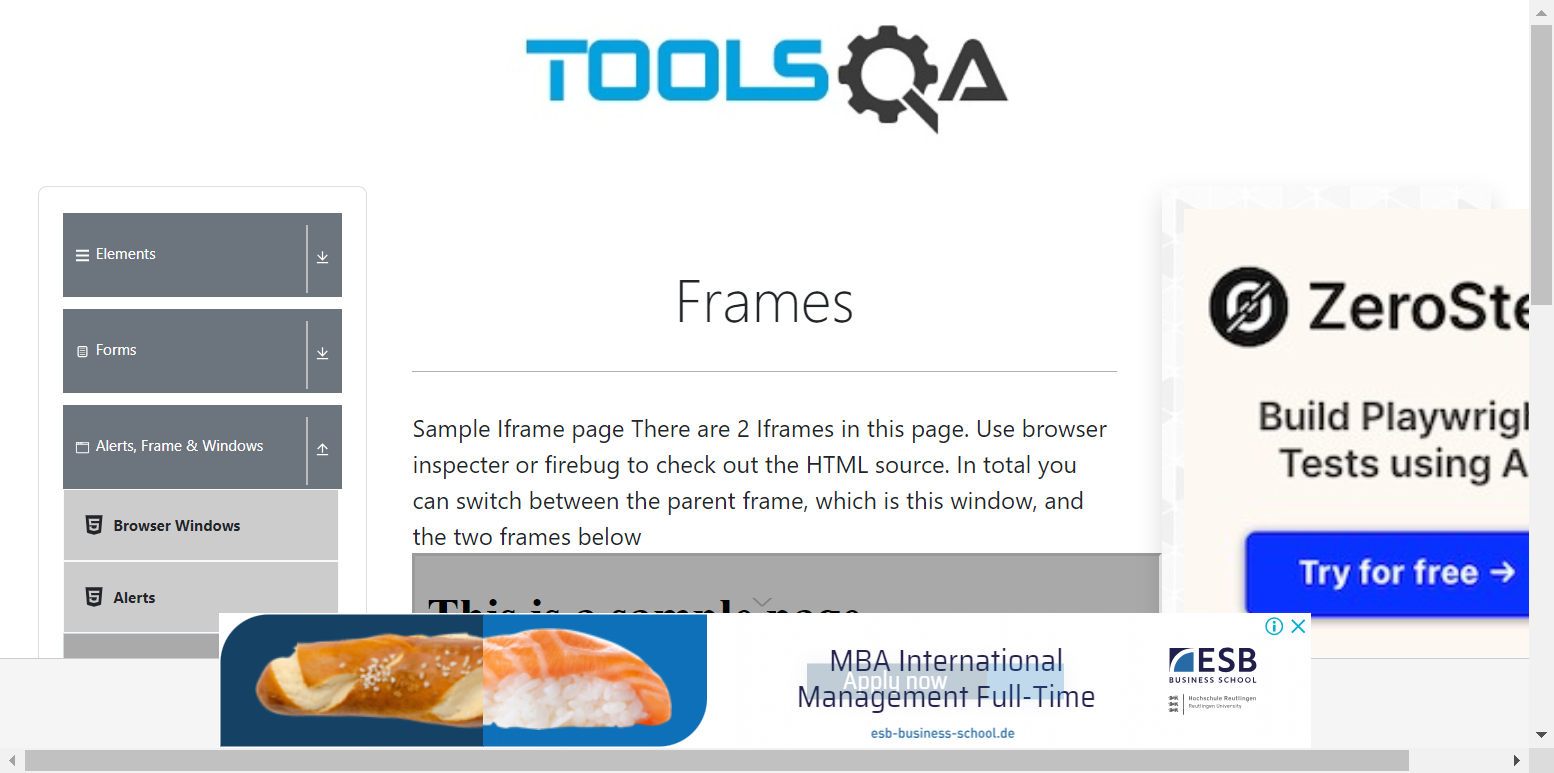 TOOLSQA
Elements
Forms
Alerts, Frame & Windows
Browser Windows
Alerts
Frames
Sample Iframe page There are 2 Iframes in this page. Use browser
inspecter or firebug to check out the HTML source. In total you
can switch between the parent frame, which is this window, and
the two frames below
This is a sample page
ZeroSte
Build Playwrigh
Tests using A
Try for free →
MBA International
Apply now
Management Full-Time
esb-business-school.de
ESB
BUSINESS SCHOOL
Hochschule Reutlingen
Reutlingen University